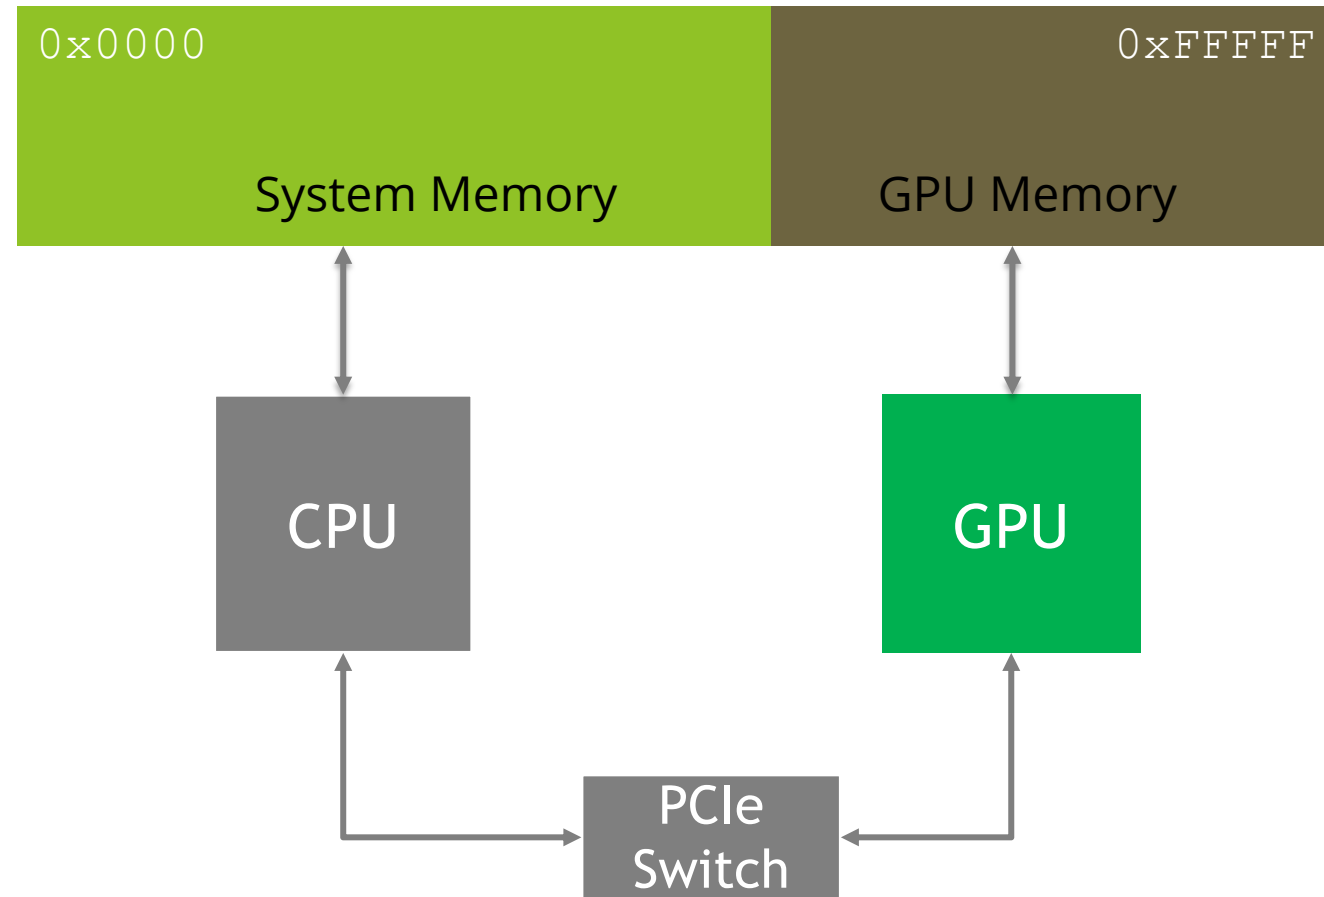 0x0000
0xFFFFF
System Memory
GPU Memory
CPU
GPU
PCIe
Switch